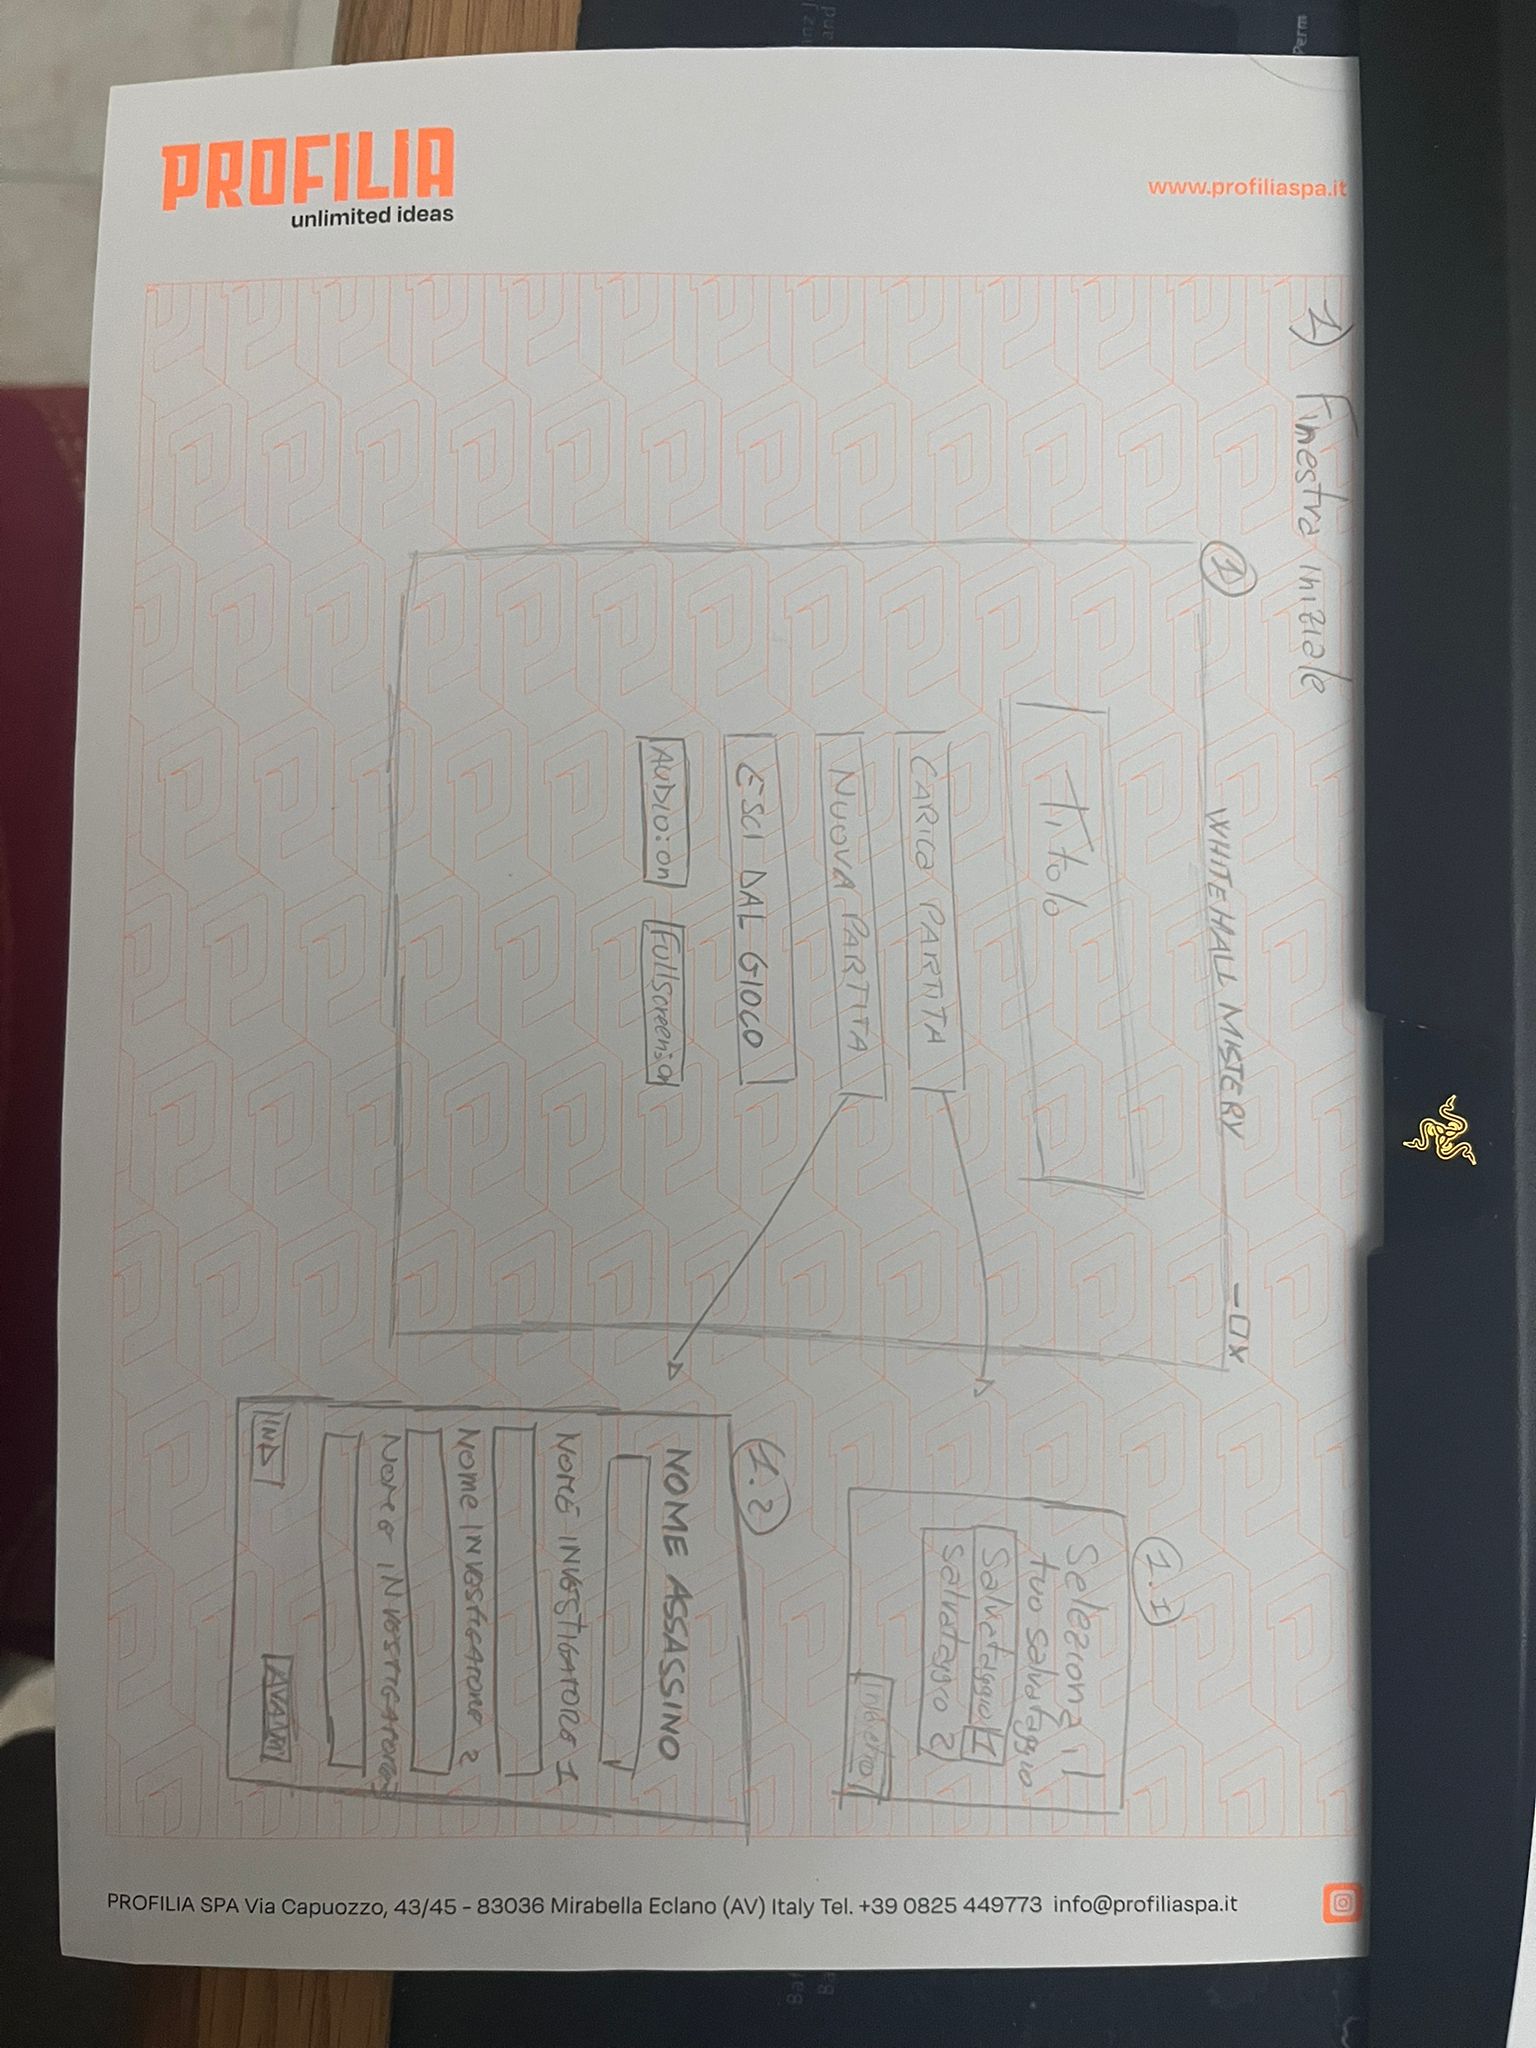 PROFILIA
unlimited ideas
www.profiliaspa.it
1) Finestra iniziale
1
WHITEHALL MISTERY
-□X
Titolo
CARICA PARTITA
NUOVA PARTITA
ESCI DAL GIOCO
AUDIO:on
Fullscreen:on
1.1
Seleziona il
tuo salvataggio
Salvataggio 1
Salvataggio 2
Indietro
1.2
NOME ASSASSINO
NOME INVESTIGATORE 1
NOME INVESTIGATORE 2
NOME INVESTIGATORE 3
IND
AVANTI
PROFILIA SPA Via Capuozzo, 43/45 - 83036 Mirabella Eclano (AV) Italy Tel. +39 0825 449773 info@profiliaspa.it
Perm